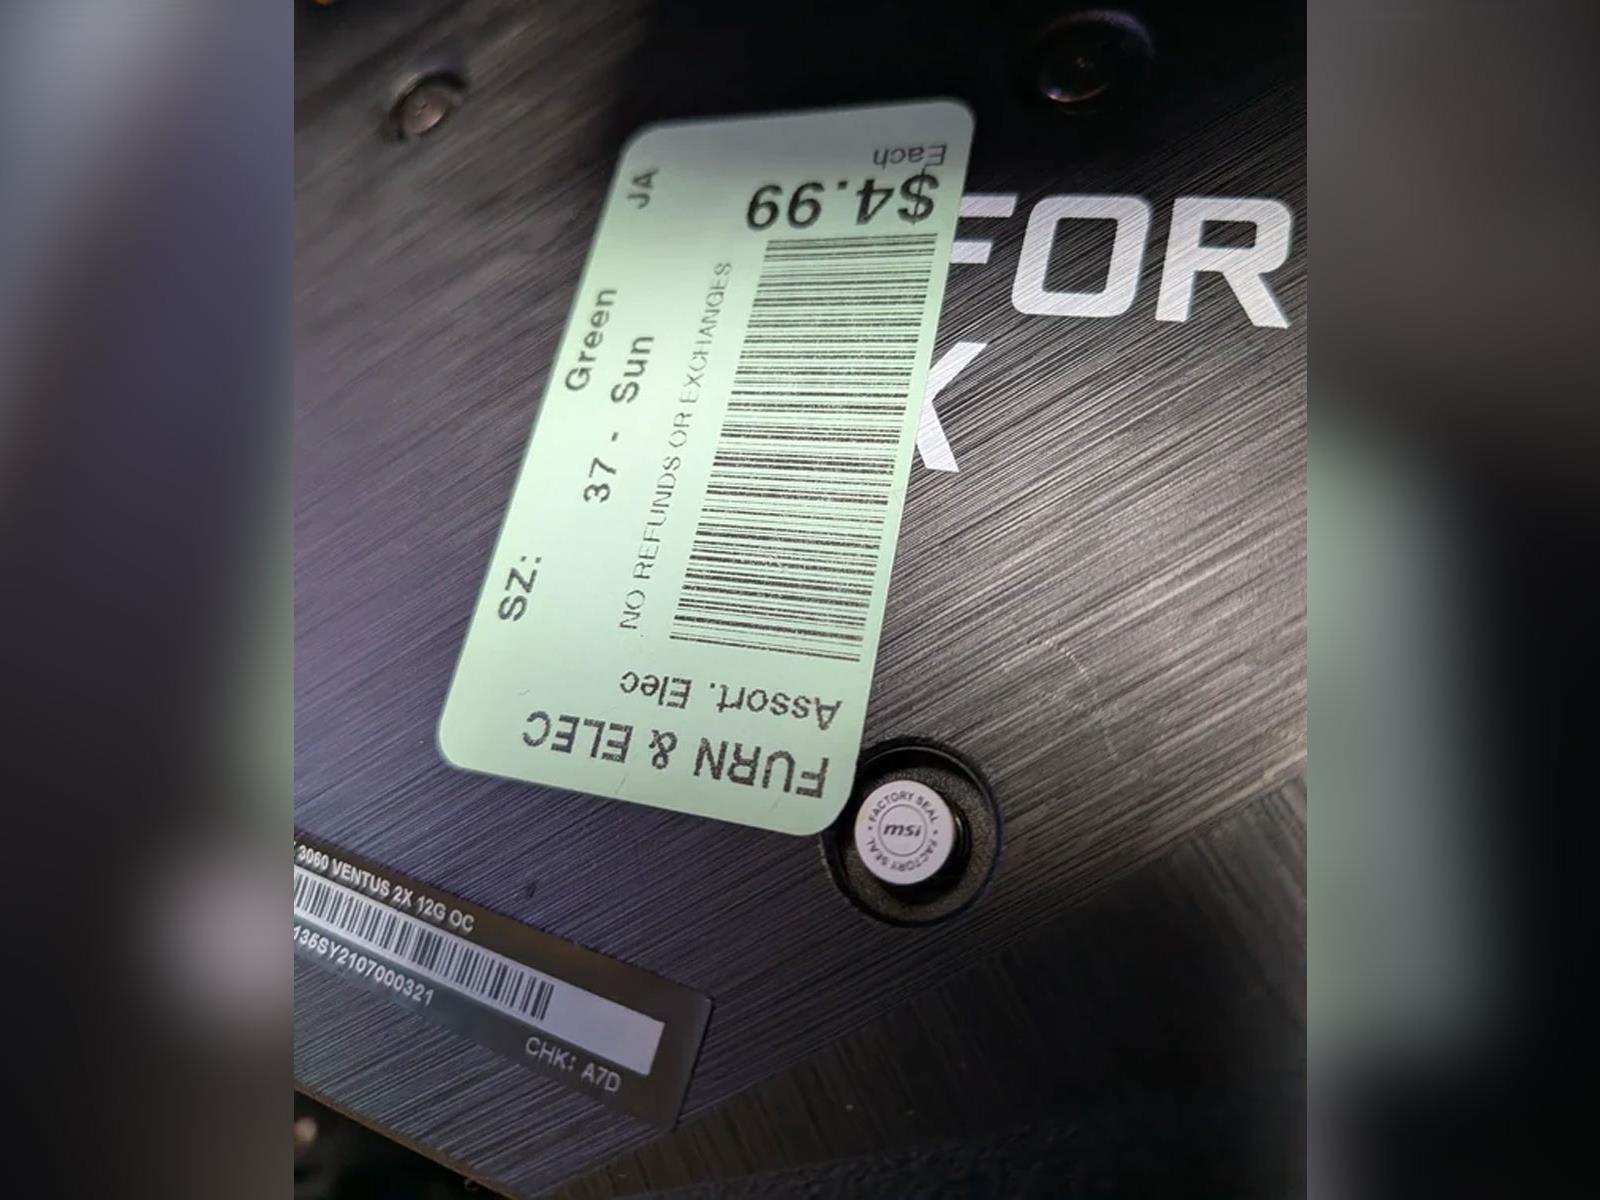 FURN & ELEC
Assort. Elec
$4.99
Each
NO REFUNDS OR EXCHANGES
37 - Sun
SZ:
Green
JA
FOR
X
• FACTORY SEAL • FACTORY SEAL
msi
3060 VENTUS 2X 12G OC
135SY2107000321
CHK: A7D